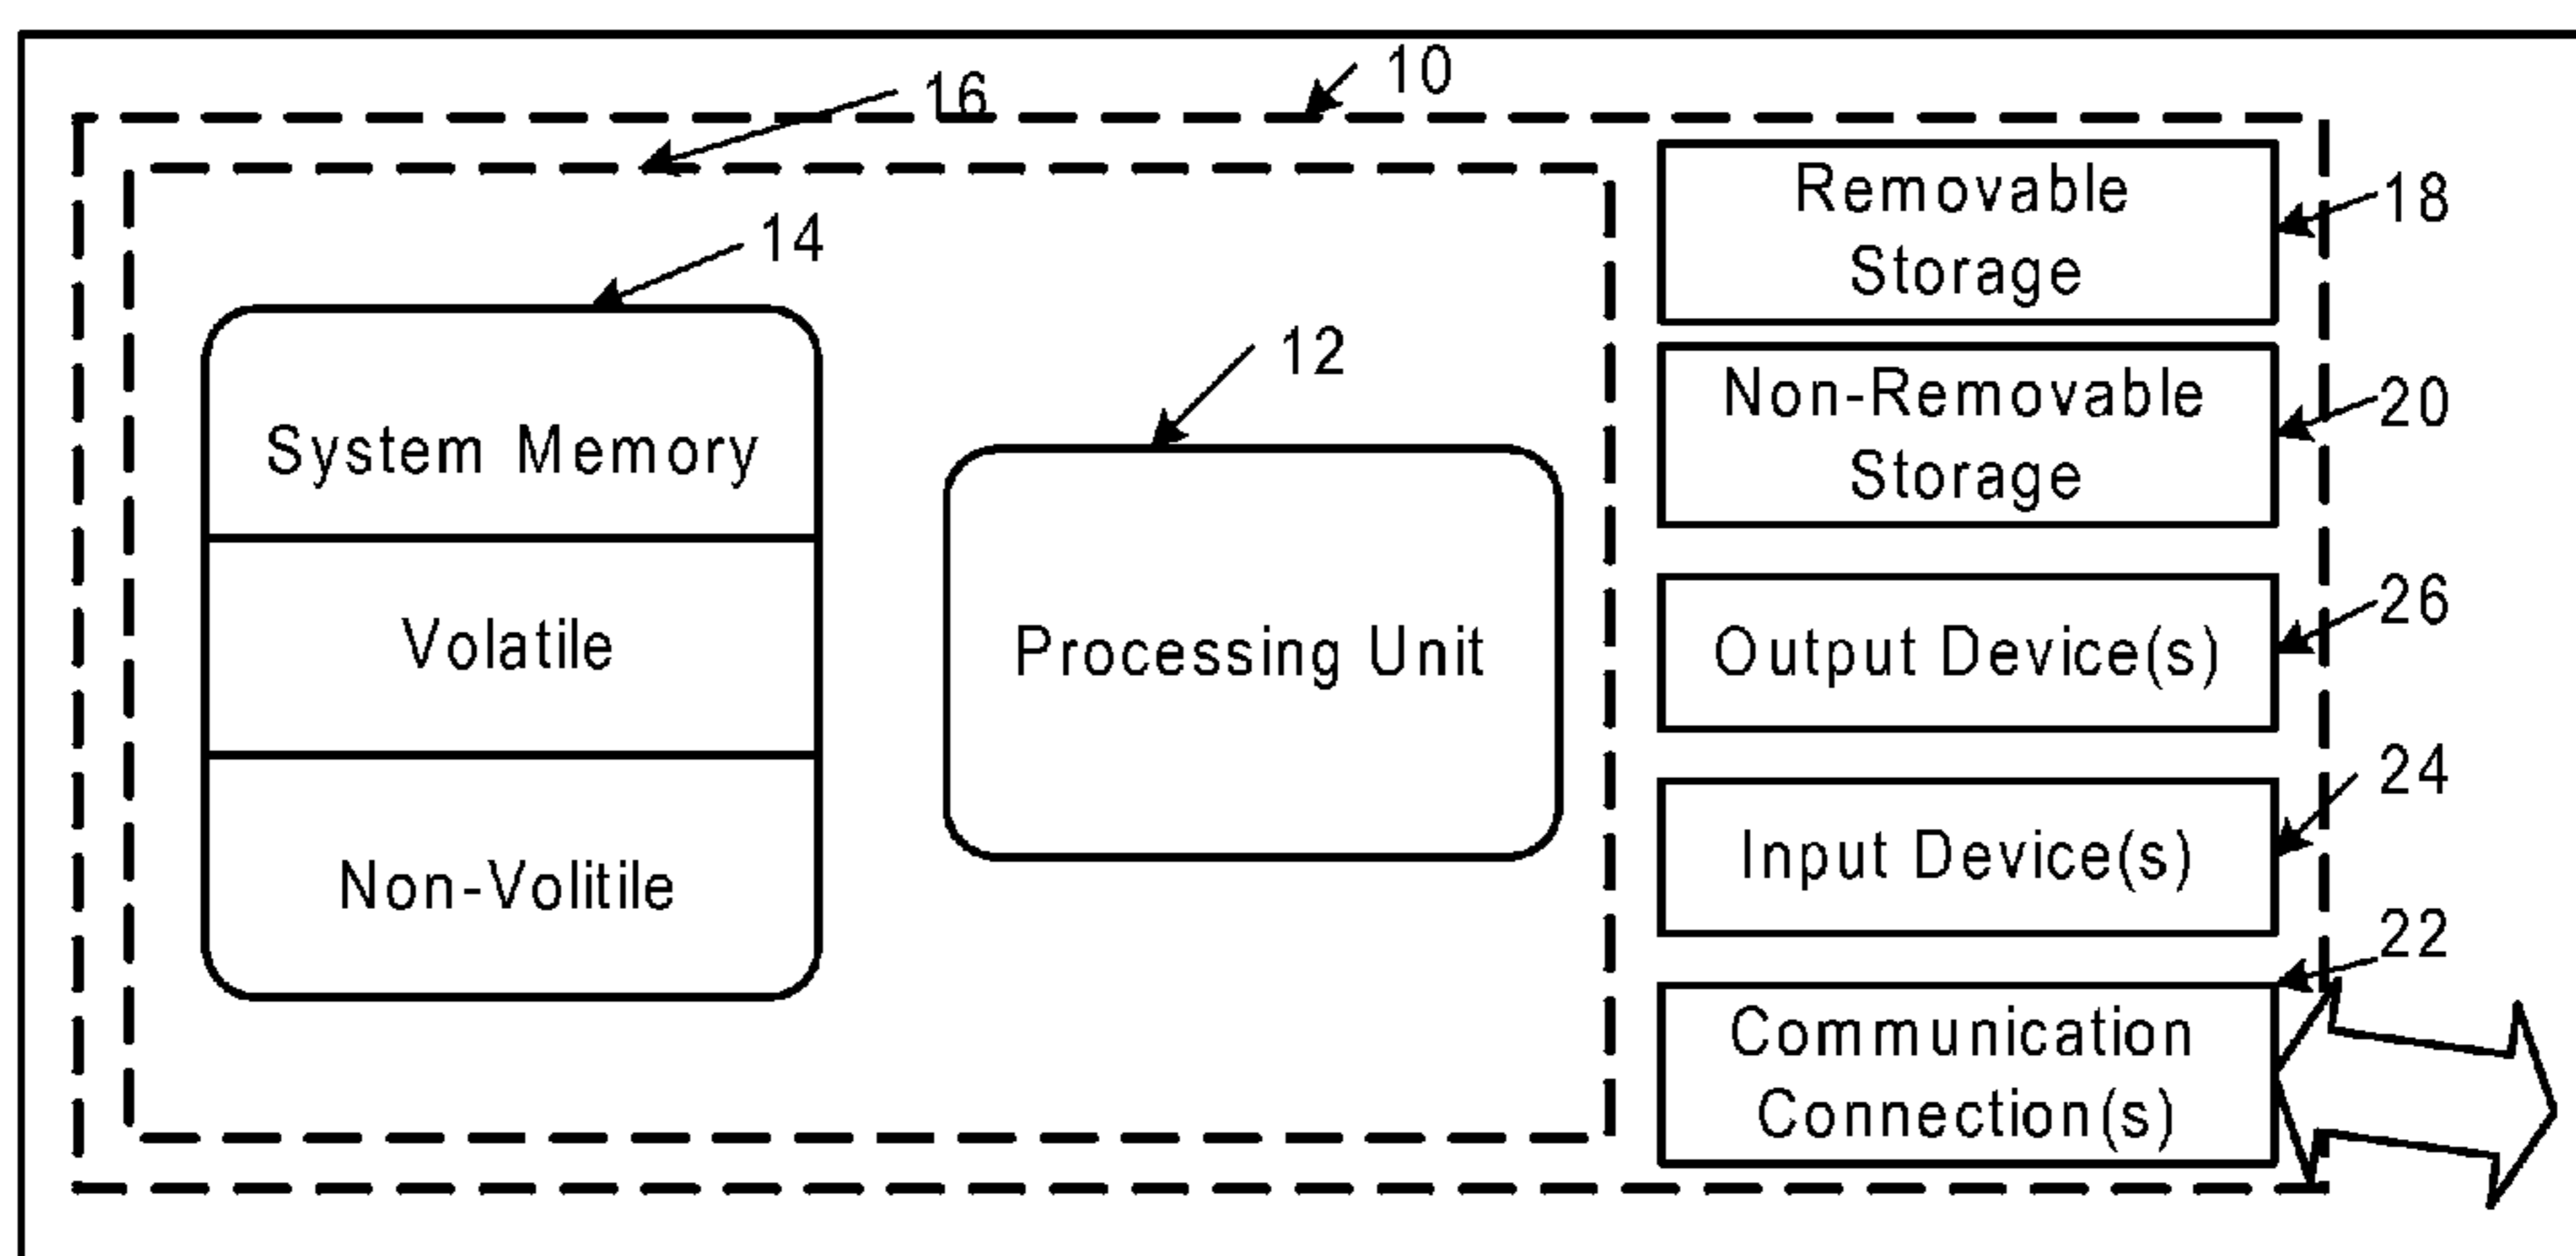 10
16
14
12
System Memory
Volatile
Non-Volitile
Processing Unit
Removable
Storage
18
Non-Removable
Storage
20
Output Device(s)
26
Input Device(s)
24
Communication
Connection(s)
22